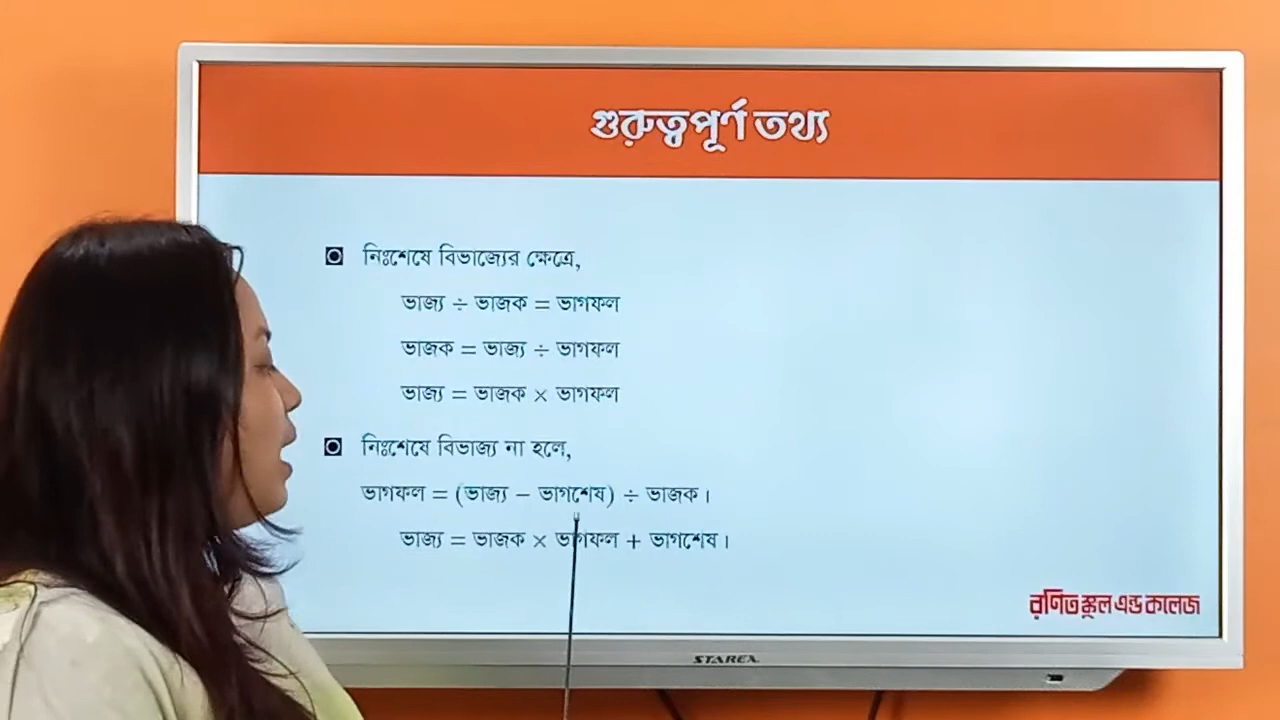 গুরুত্বপূর্ণ তথ্য
নিঃশেষে বিভাজ্যের ক্ষেত্রে,
ভাজ্য ÷ ভাজক = ভাগফল
ভাজক = ভাজ্য ÷ ভাগফল
ভাজ্য = ভাজক × ভাগফল
নিঃশেষে বিভাজ্য না হলে,
ভাগফল = (ভাজ্য − ভাগশেষ) ÷ ভাজক।
ভাজ্য = ভাজক × ভাগফল + ভাগশেষ।
রণিত স্কুল এন্ড কলেজ
STAREX